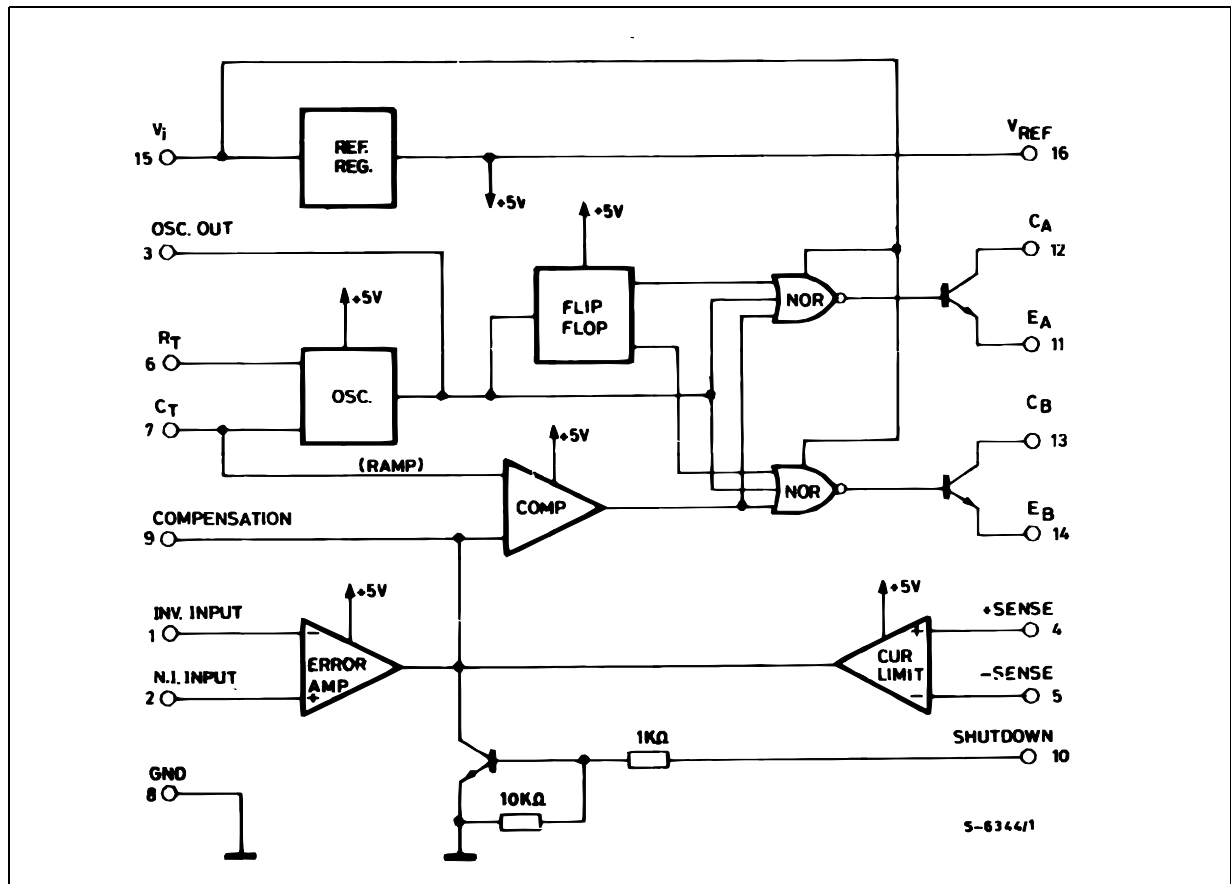 Vi
15
REF.
REG.
VREF
16
+5V
OSC. OUT
3
+5V
CA
12
FLIP
FLOP
NOR
+5V
EA
11
RT
6
OSC.
CT
7
CB
13
(RAMP)
+5V
COMP
NOR
COMPENSATION
9
EB
14
+5V
+5V
INV. INPUT
1
-
ERROR
AMP
+
N.I. INPUT
2
+SENSE
4
+
CUR
LIMIT
-
-SENSE
5
1KΩ
SHUTDOWN
10
GND
8
10KΩ
5-6344/1